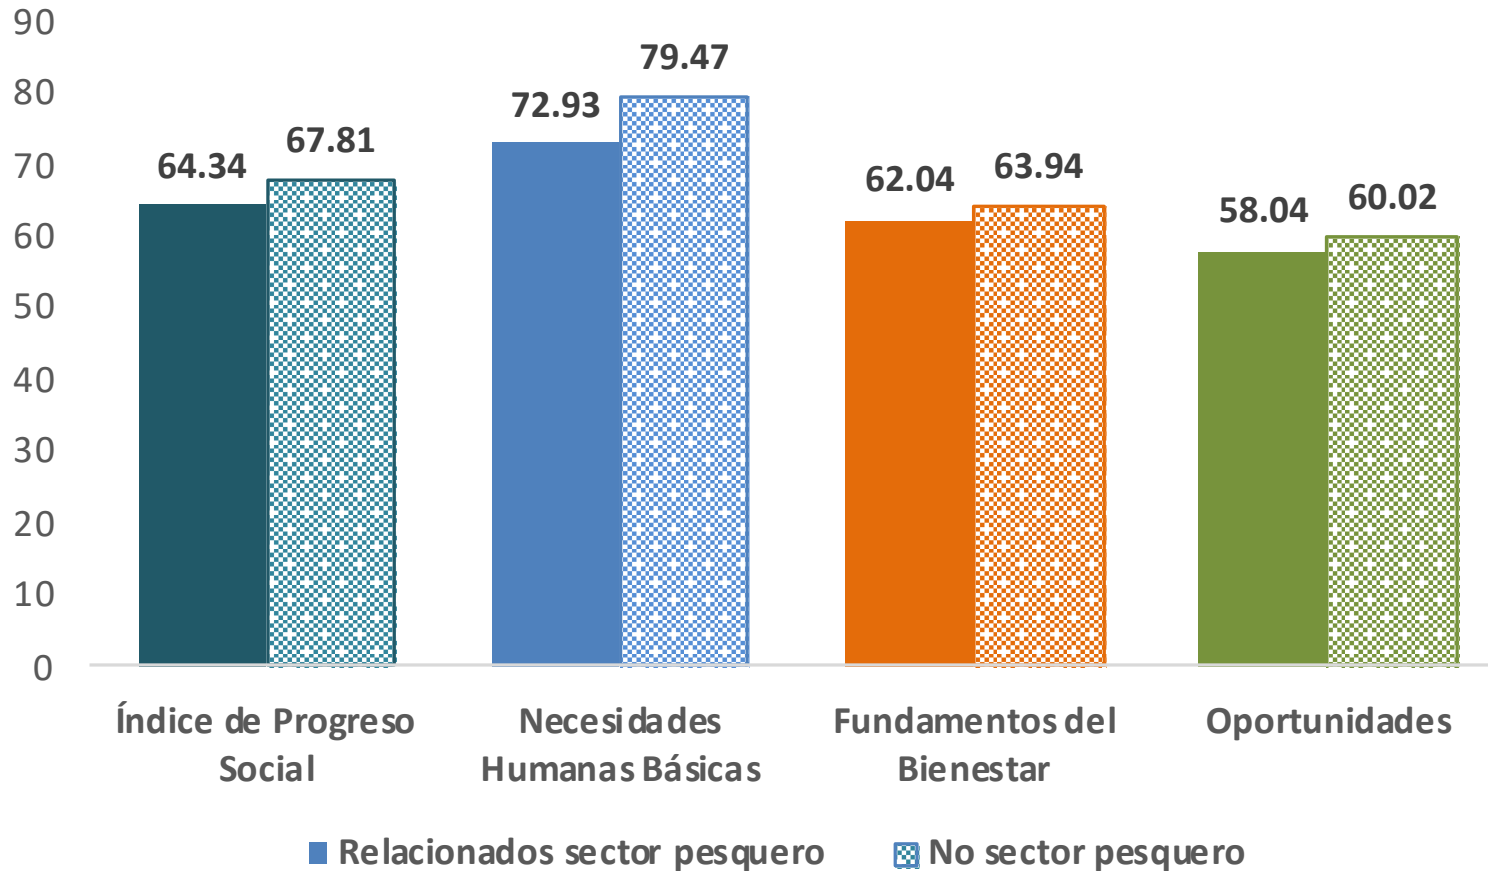 90
80
70
60
50
40
30
20
10
0
64.34
67.81
72.93
79.47
62.04
63.94
58.04
60.02
Índice de Progreso
Social
Necesidades
Humanas Básicas
Fundamentos del
Bienestar
Oportunidades
Relacionados sector pesquero
No sector pesquero